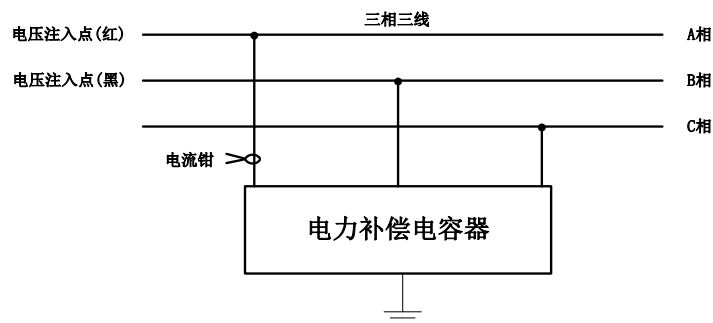 三相三线
电压注入点(红)
A相
电压注入点(黑)
B相
C相
电流钳
电力补偿电容器